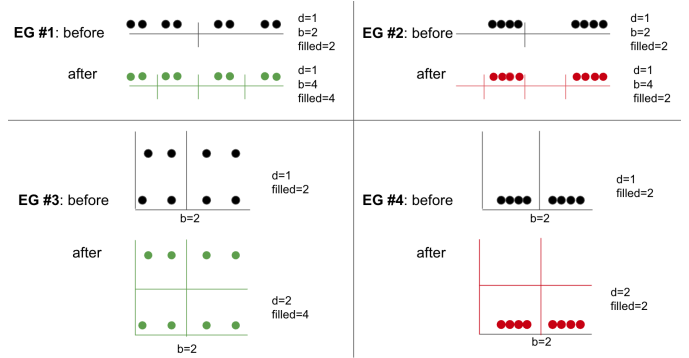 EG #1: before
d=1
b=2
filled=2
after
d=1
b=4
filled=4
EG #2: before
d=1
b=2
filled=2
after
d=1
b=4
filled=2
EG #3: before
d=1
filled=2
b=2
after
d=2
filled=4
b=2
EG #4: before
d=1
filled=2
b=2
after
d=2
filled=2
b=2